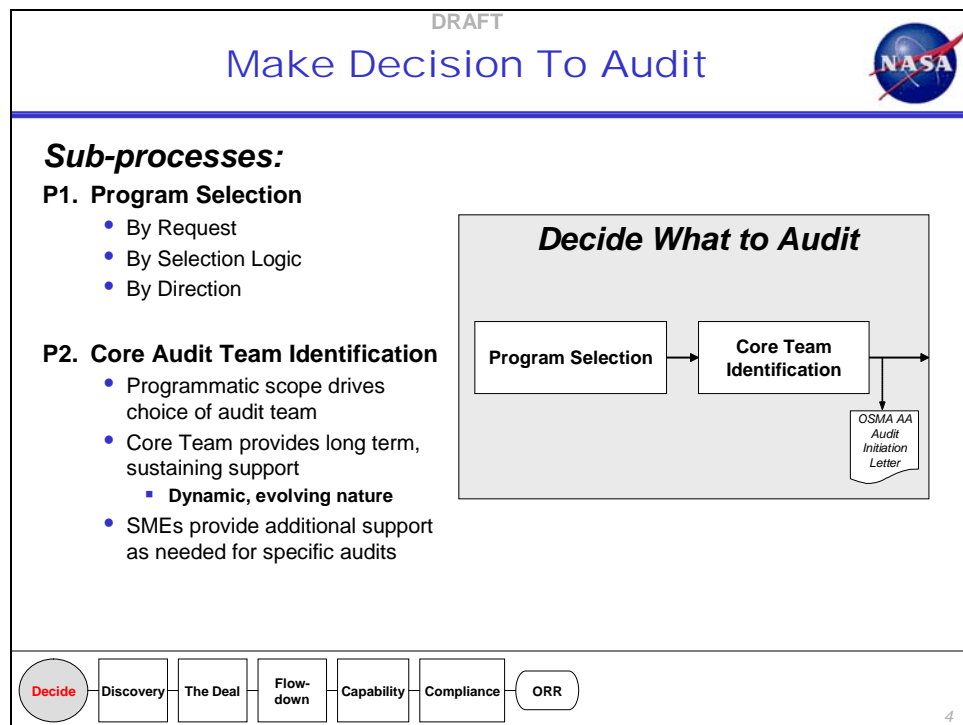 DRAFT
Make Decision To Audit
NASA
Sub-processes:
P1. Program Selection
• By Request
• By Selection Logic
• By Direction
P2. Core Audit Team Identification
• Programmatic scope drives
choice of audit team
• Core Team provides long term,
sustaining support
▪ Dynamic, evolving nature
• SMEs provide additional support
as needed for specific audits
Decide What to Audit
Program Selection
Core Team
Identification
OSMA AA
Audit
Initiation
Letter
Decide
Discovery
The Deal
Flow-
down
Capability
Compliance
ORR
4